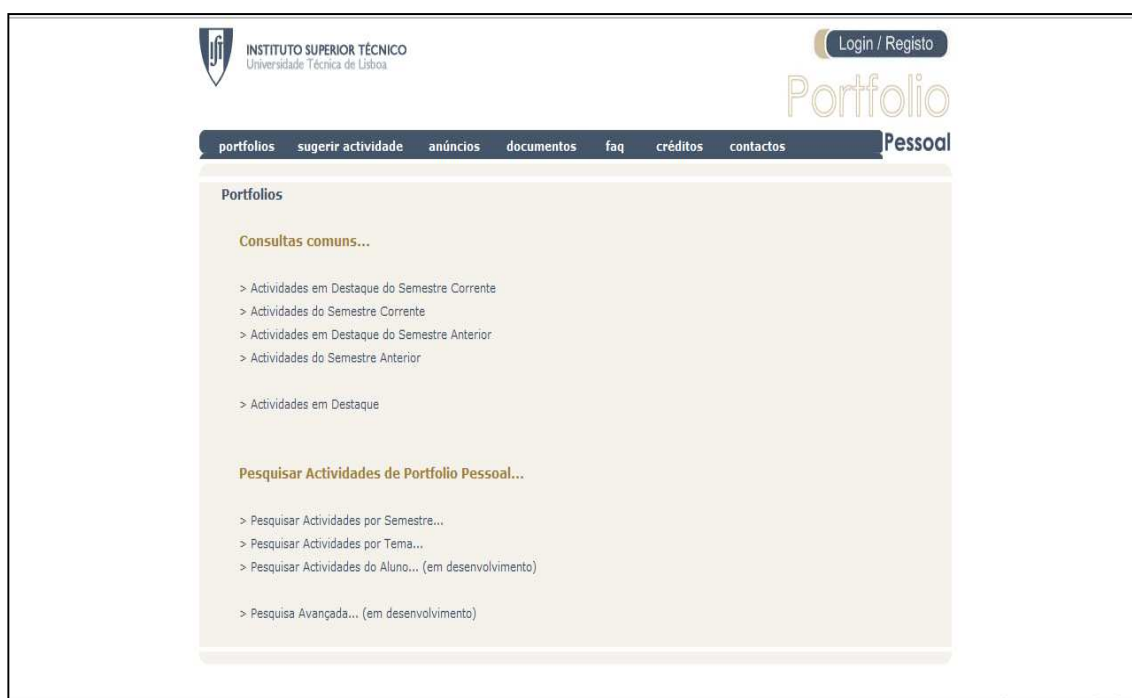 INSTITUTO SUPERIOR TÉCNICO
Universidade Técnica de Lisboa
Login / Registo
Portfolio
Pessoal
portfolios sugerir actividade anúncios documentos faq créditos contactos
Portfolios
Consultas comuns...
> Actividades em Destaque do Semestre Corrente
> Actividades do Semestre Corrente
> Actividades em Destaque do Semestre Anterior
> Actividades do Semestre Anterior
> Actividades em Destaque
Pesquisar Actividades de Portfolio Pessoal...
> Pesquisar Actividades por Semestre...
> Pesquisar Actividades por Tema...
> Pesquisar Actividades do Aluno... (em desenvolvimento)
> Pesquisa Avançada... (em desenvolvimento)